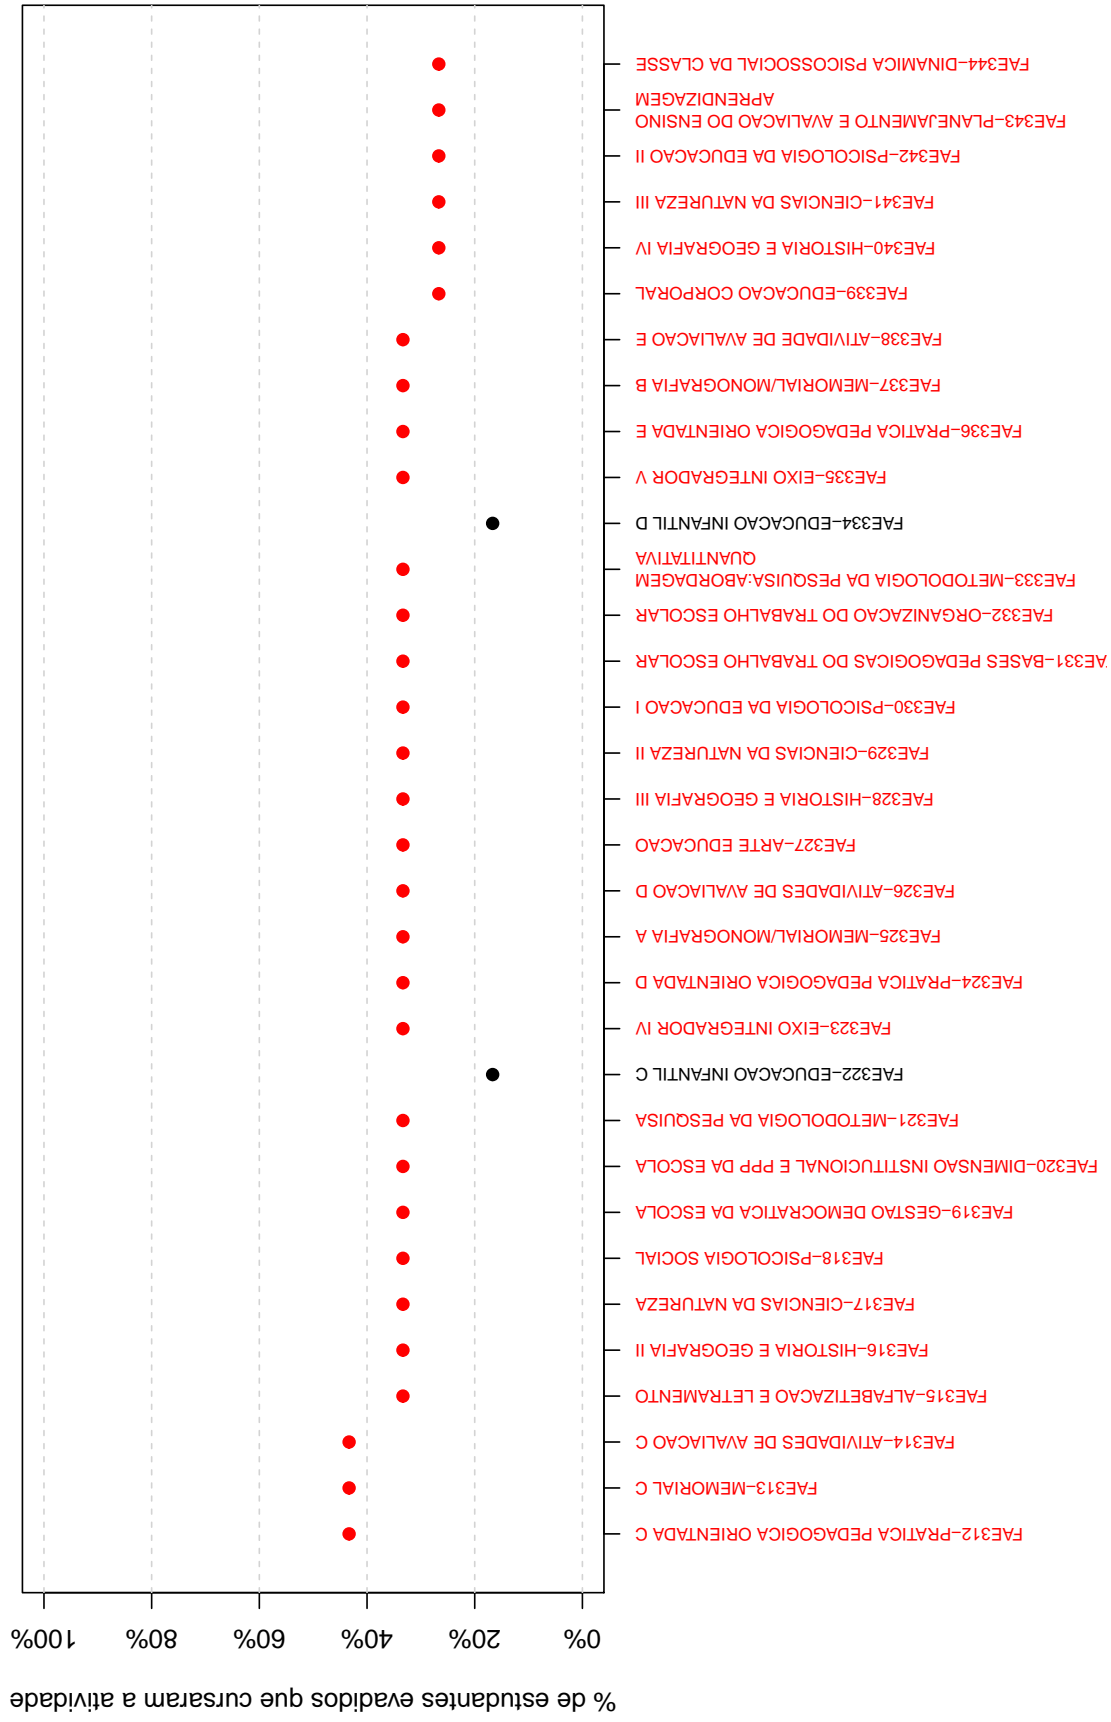 % de estudantes evadidos que cursaram a atividade
0% 20% 40% 60% 80% 100%
FAE312−PRATICA PEDAGOGICA ORIENTADA C
FAE313−MEMORIAL C
FAE314−ATIVIDADES DE AVALIACAO C
FAE315−ALFABETIZACAO E LETRAMENTO
FAE316−HISTORIA E GEOGRAFIA II
FAE317−CIENCIAS DA NATUREZA
FAE318−PSICOLOGIA SOCIAL
FAE319−GESTAO DEMOCRATICA DA ESCOLA
FAE320−DIMENSAO INSTITUCIONAL E PPP DA ESCOLA
FAE321−METODOLOGIA DA PESQUISA
FAE322−EDUCACAO INFANTIL C
FAE323−EIXO INTEGRADOR IV
FAE324−PRATICA PEDAGOGICA ORIENTADA D
FAE325−MEMORIAL/MONOGRAFIA A
FAE326−ATIVIDADES DE AVALIACAO D
FAE327−ARTE EDUCACAO
FAE328−HISTORIA E GEOGRAFIA III
FAE329−CIENCIAS DA NATUREZA II
FAE330−PSICOLOGIA DA EDUCACAO I
AE331−BASES PEDAGOGICAS DO TRABALHO ESCOLAR
FAE332−ORGANIZACAO DO TRABALHO ESCOLAR
FAE333−METODOLOGIA DA PESQUISA:ABORDAGEM
QUANTITATIVA
FAE334−EDUCACAO INFANTIL D
FAE335−EIXO INTEGRADOR V
FAE336−PRATICA PEDAGOGICA ORIENTADA E
FAE337−MEMORIAL/MONOGRAFIA B
FAE338−ATIVIDADE DE AVALIACAO E
FAE339−EDUCACAO CORPORAL
FAE340−HISTORIA E GEOGRAFIA IV
FAE341−CIENCIAS DA NATUREZA III
FAE342−PSICOLOGIA DA EDUCACAO II
FAE343−PLANEJAMENTO E AVALIACAO DO ENSINO
APRENDIZAGEM
FAE344−DINAMICA PSICOSSOCIAL DA CLASSE